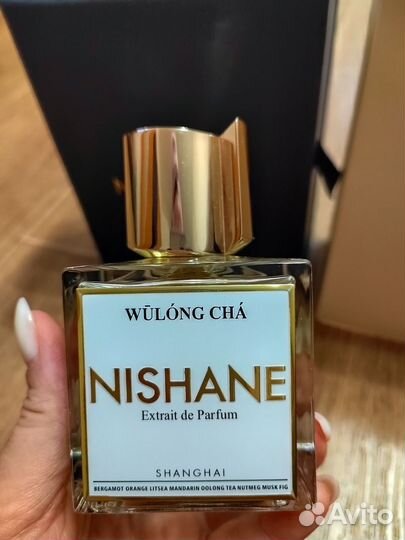 WŪLÓNG CHÁ
NISHANE
Extrait de Parfum
SHANGHAI
BERGAMOT ORANGE LITSEA MANDARIN OOLONG TEA NUTMEG MUSK FIG
Avito